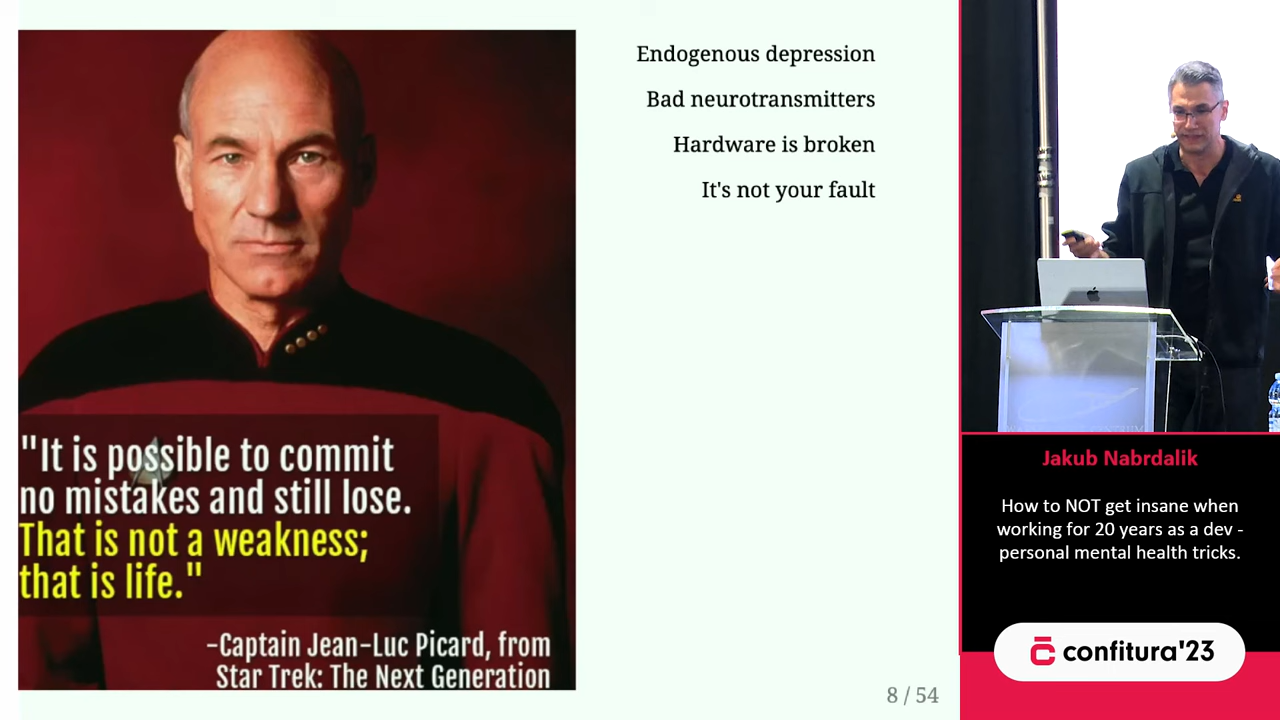 Endogenous depression
Bad neurotransmitters
Hardware is broken
It's not your fault
"It is possible to commit
no mistakes and still lose.
That is not a weakness;
that is life."
-Captain Jean-Luc Picard, from
Star Trek: The Next Generation
8 / 54
Jakub Nabrdalik
How to NOT get insane when
working for 20 years as a dev -
personal mental health tricks.
confitura'23